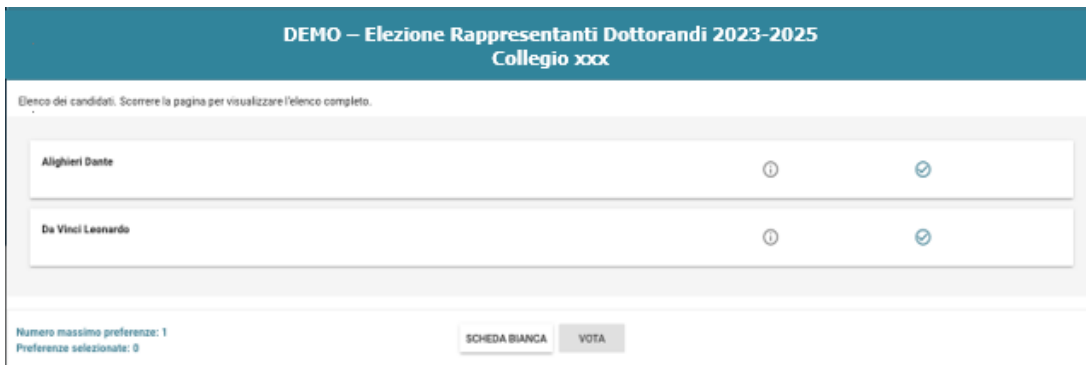 DEMO – Elezione Rappresentanti Dottorandi 2023-2025
Collegio xxx
Elenco dei candidati. Scorrere la pagina per visualizzare l'elenco completo.
Alighieri Dante
Da Vinci Leonardo
Numero massimo preferenze: 1
Preferenze selezionate: 0
SCHEDA BIANCA
VOTA